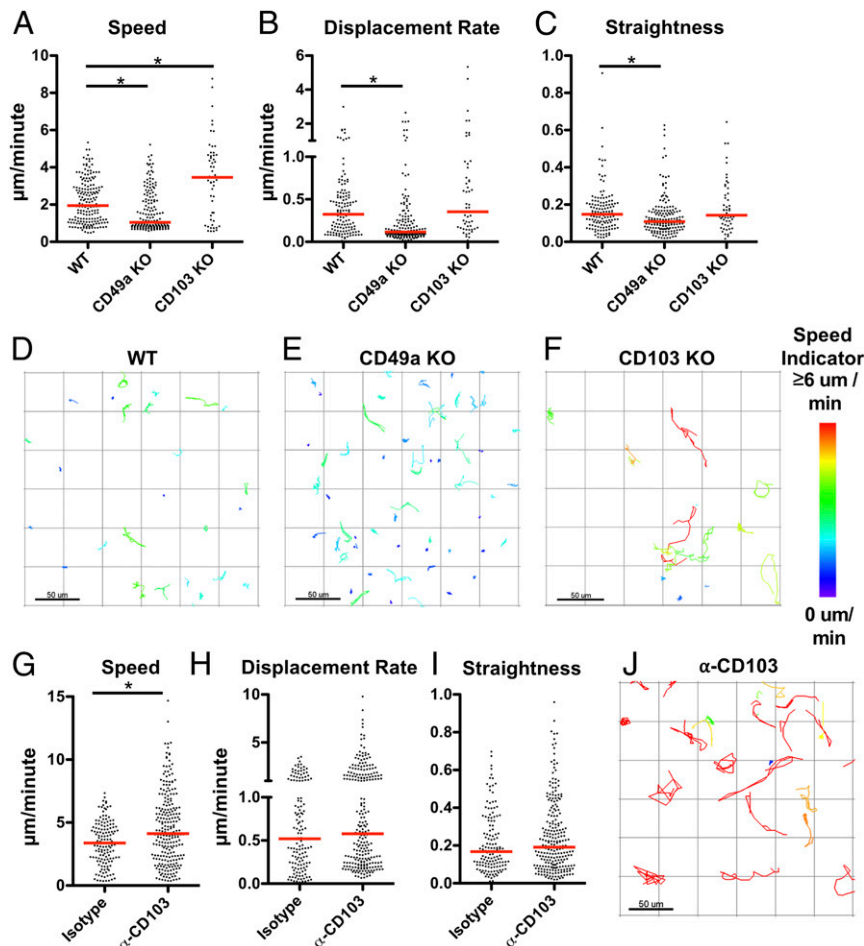 A Speed
B Displacement Rate
C Straightness
µm/minute
10
8
6
4
2
0
*
*
WT
CD49a KO
CD103 KO
µm/minute
6
4
2
1.0
0.5
0.0
*
WT
CD49a KO
CD103 KO
µm/minute
1.0
0.8
0.6
0.4
0.2
0.0
*
WT
CD49a KO
CD103 KO
D WT
50 um
E CD49a KO
50 um
F CD103 KO
50 um
Speed
Indicator
≥6 um /
min
0 um/
min
G Speed
H Displacement Rate
I Straightness
J α-CD103
µm/minute
15
10
5
0
*
Isotype
α-CD103
µm/minute
10
5
1.0
0.5
0.0
Isotype
α-CD103
1.0
0.8
0.6
0.4
0.2
0.0
Isotype
α-CD103
50 um